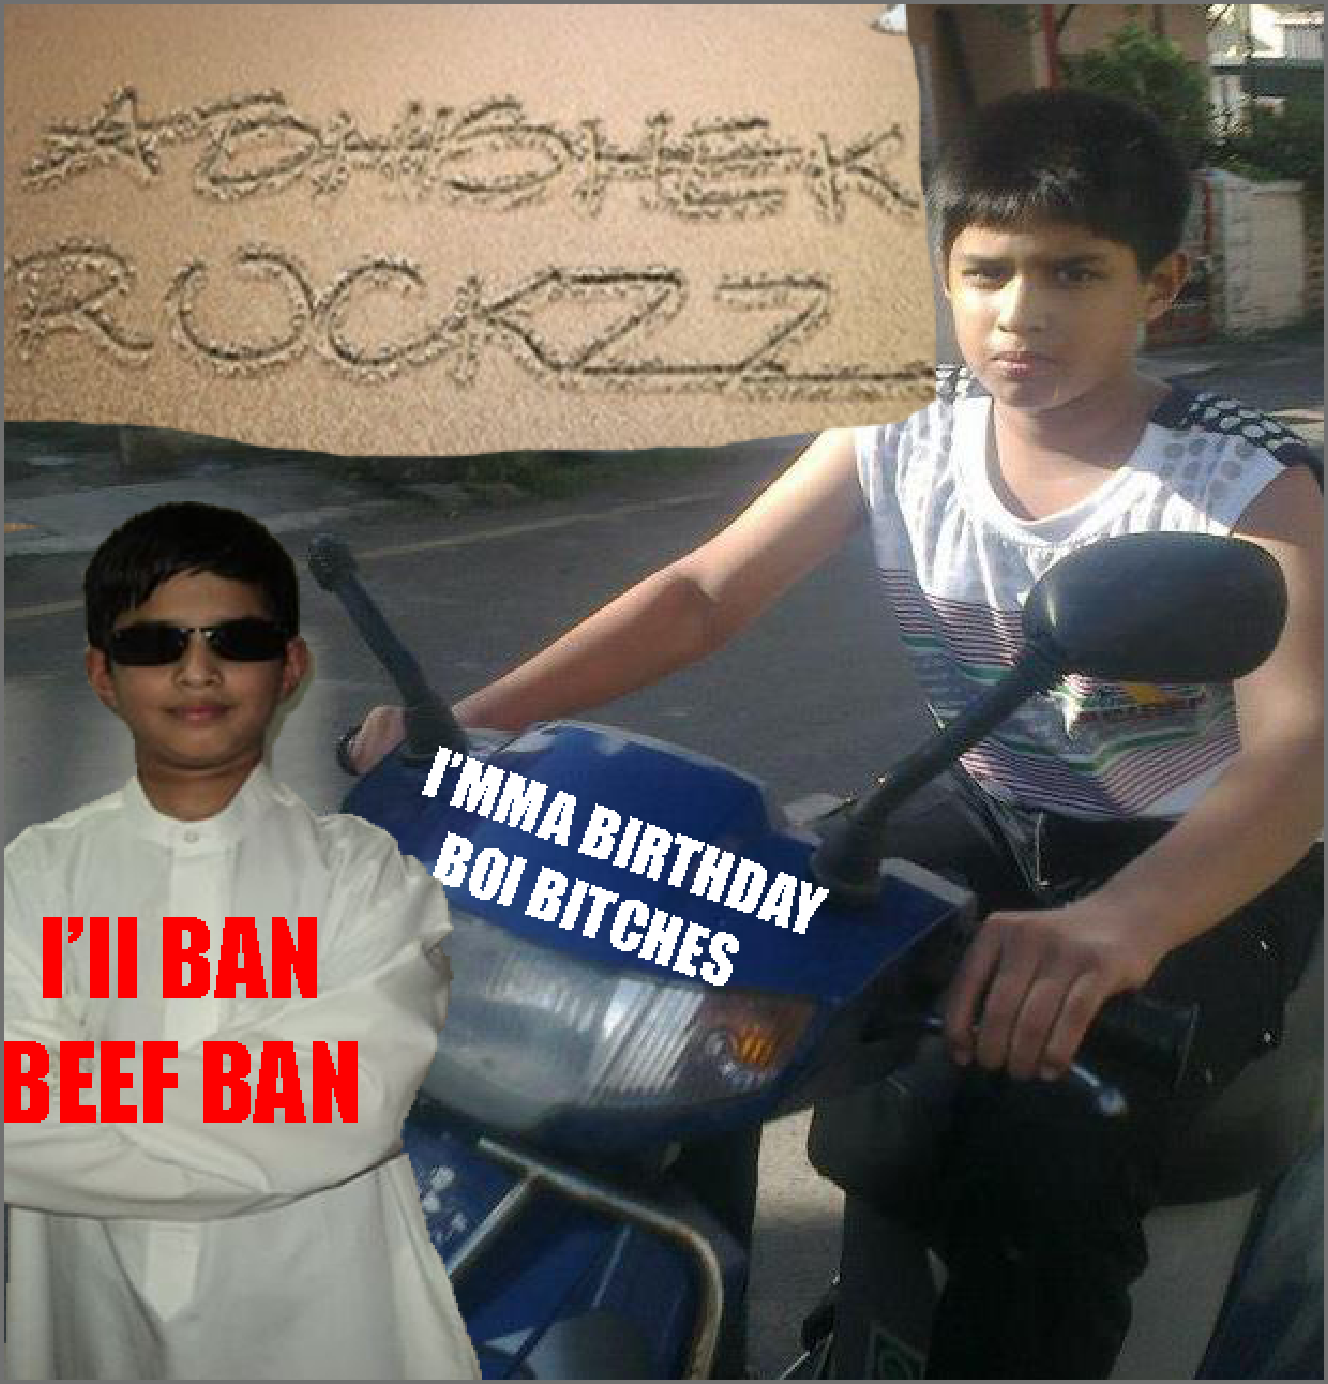 ABHISHEK
ROCKZZ
I'MMA BIRTHDAY
BOI BITCHES
I'll BAN
BEEF BAN